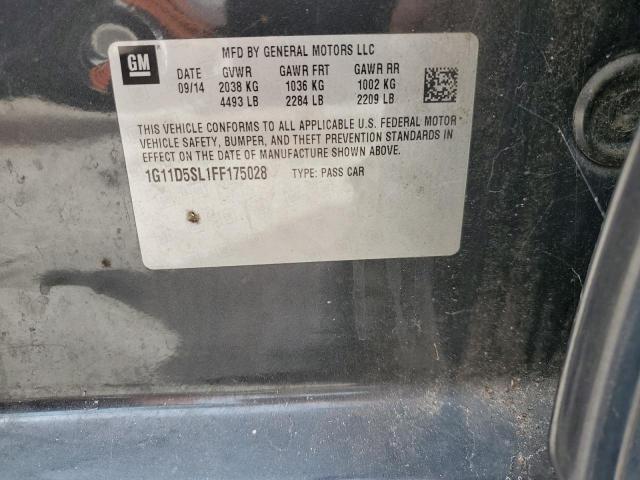 GM
MFD BY GENERAL MOTORS LLC
DATE GVWR GAWR FRT GAWR RR
09/14 2038 KG 1036 KG 1002 KG
4493 LB 2284 LB 2209 LB
THIS VEHICLE CONFORMS TO ALL APPLICABLE U.S. FEDERAL MOTOR
VEHICLE SAFETY, BUMPER, AND THEFT PREVENTION STANDARDS IN
EFFECT ON THE DATE OF MANUFACTURE SHOWN ABOVE.
1G11D5SL1FF175028 TYPE: PASS CAR